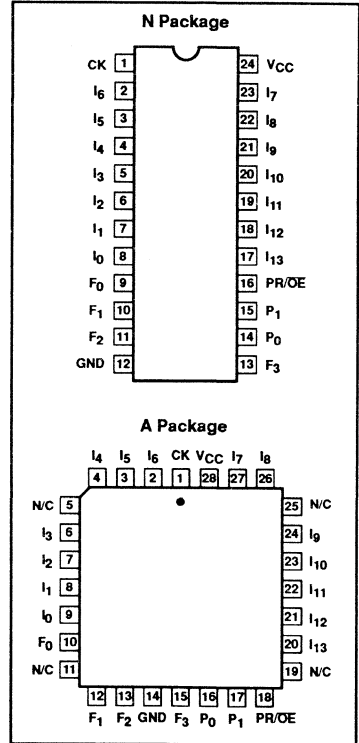 N Package
CK 1 24 VCC
I6 2 23 I7
I5 3 22 I8
I4 4 21 I9
I3 5 20 I10
I2 6 19 I11
I1 7 18 I12
I0 8 17 I13
F0 9 16 PR/OE
F1 10 15 P1
F2 11 14 P0
GND 12 13 F3
A Package
I4 I5 I6 CK VCC I7 I8
4 3 2 1 28 27 26
N/C 5 25 N/C
I3 6 24 I9
I2 7 23 I10
I1 8 22 I11
I0 9 21 I12
F0 10 20 I13
N/C 11 19 N/C
12 13 14 15 16 17 18
F1 F2 GND F3 P0 P1 PR/OE